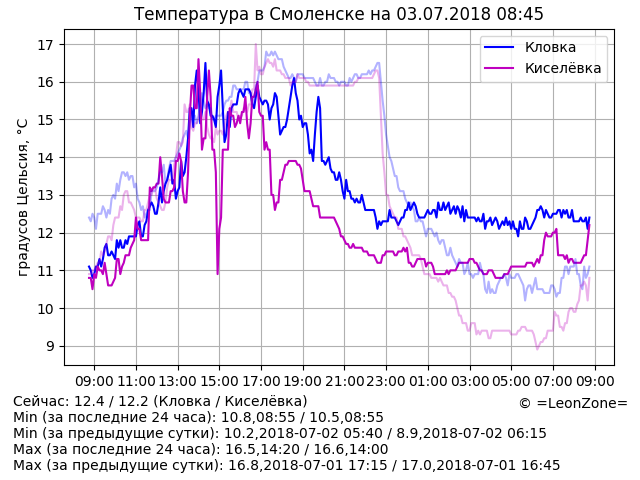 Температура в Смоленске на 03.07.2018 08:45
Кловка
Киселёвка
градусов Цельсия, °C
17
16
15
14
13
12
11
10
9
09:00 11:00 13:00 15:00 17:00 19:00 21:00 23:00 01:00 03:00 05:00 07:00 09:00
Сейчас: 12.4 / 12.2 (Кловка / Киселёвка)
© =LeonZone=
Min (за последние 24 часа): 10.8,08:55 / 10.5,08:55
Min (за предыдущие сутки): 10.2,2018-07-02 05:40 / 8.9,2018-07-02 06:15
Max (за последние 24 часа): 16.5,14:20 / 16.6,14:00
Max (за предыдущие сутки): 16.8,2018-07-01 17:15 / 17.0,2018-07-01 16:45